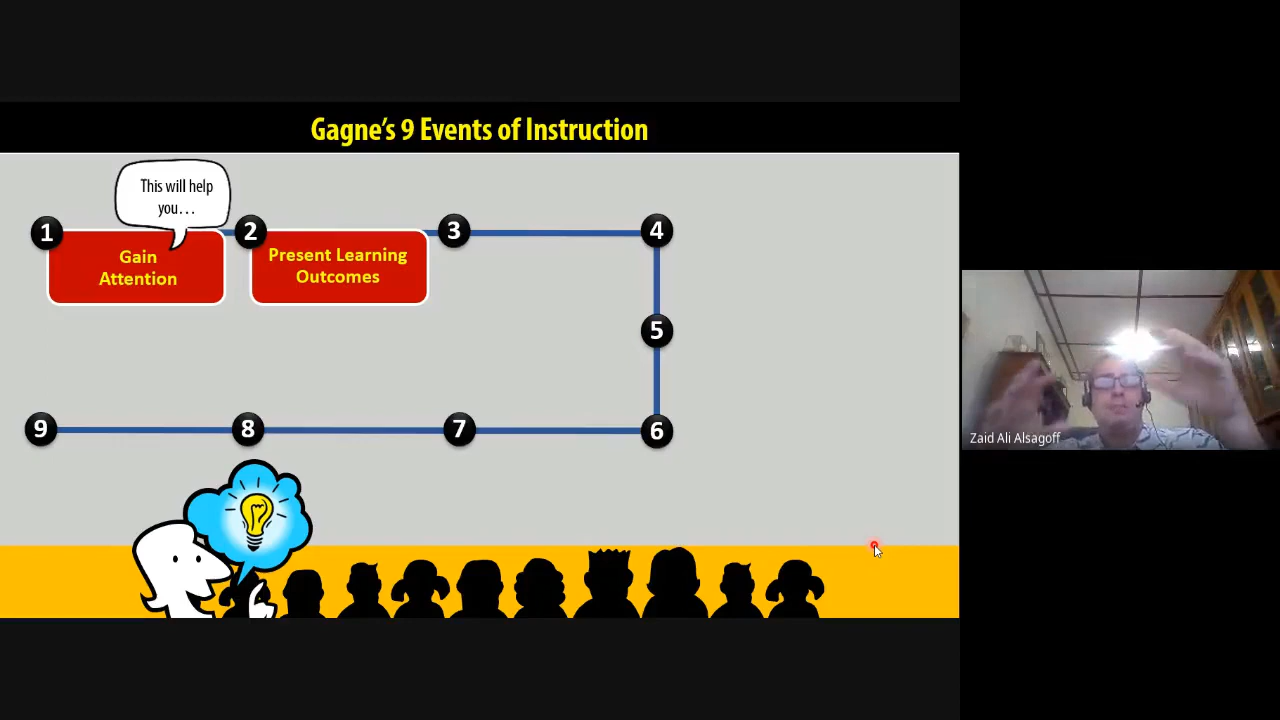 Gagne’s 9 Events of Instruction
This will help
you...
1
2
3
4
Gain
Attention
Present Learning
Outcomes
5
9
8
7
6
Zaid Ali Alsagoff